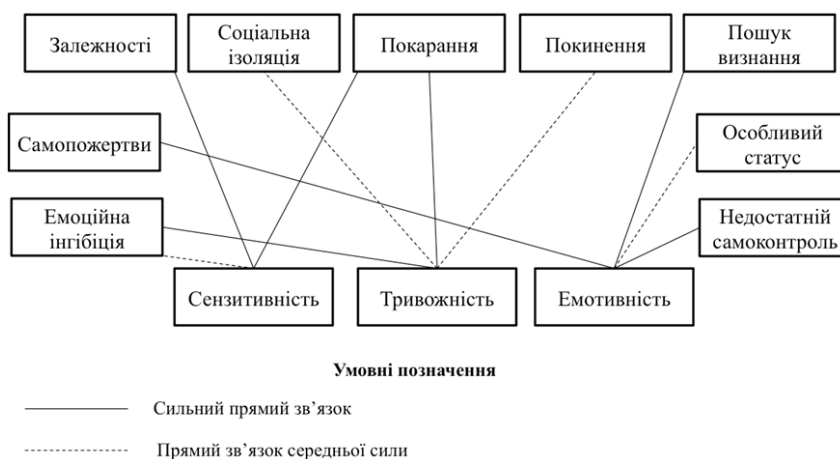 Залежності
Соціальна
ізоляція
Покарання
Покинення
Пошук
визнання
Самопожертви
Особливий
статус
Емоційна
інгібіція
Недостатній
самоконтроль
Сензитивність
Тривожність
Емотивність
Умовні позначення
Сильний прямий зв’язок
Прямий зв’язок середньої сили